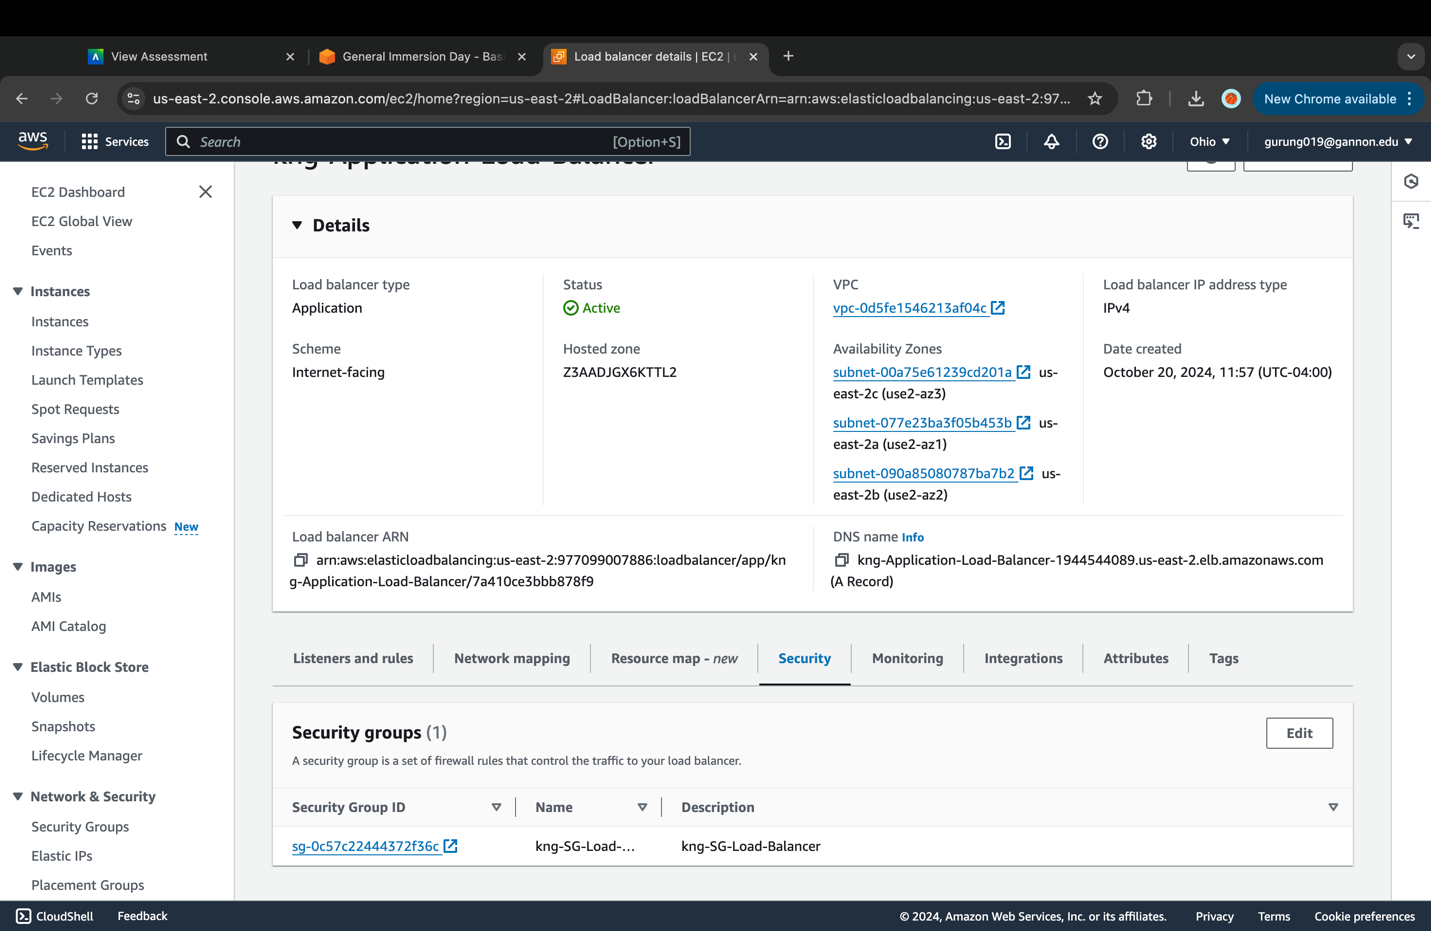 View Assessment
General Immersion Day - Bas
Load balancer details | EC2 |
us-east-2.console.aws.amazon.com/ec2/home?region=us-east-2#LoadBalancer:loadBalancerArn=arn:aws:elasticloadbalancing:us-east-2:97...
New Chrome available
aws
Services
Search
[Option+S]
Ohio
gurung019@gannon.edu
kng-Application-Load-Balancer
EC2 Dashboard
EC2 Global View
Events
Instances
Instances
Instance Types
Launch Templates
Spot Requests
Savings Plans
Reserved Instances
Dedicated Hosts
Capacity Reservations New
Images
AMIs
AMI Catalog
Elastic Block Store
Volumes
Snapshots
Lifecycle Manager
Network & Security
Security Groups
Elastic IPs
Placement Groups
Details
Load balancer type
Application
Status
Active
VPC
vpc-0d5fe1546213af04c
Load balancer IP address type
IPv4
Scheme
Internet-facing
Hosted zone
Z3AADJGX6KTTL2
Availability Zones
subnet-00a75e61239cd201a us-
east-2c (use2-az3)
subnet-077e23ba3f05b453b us-
east-2a (use2-az1)
subnet-090a85080787ba7b2 us-
east-2b (use2-az2)
Date created
October 20, 2024, 11:57 (UTC-04:00)
Load balancer ARN
arn:aws:elasticloadbalancing:us-east-2:977099007886:loadbalancer/app/kn
g-Application-Load-Balancer/7a410ce3bbb878f9
DNS name Info
kng-Application-Load-Balancer-1944544089.us-east-2.elb.amazonaws.com
(A Record)
Listeners and rules
Network mapping
Resource map - new
Security
Monitoring
Integrations
Attributes
Tags
Security groups (1)
Edit
A security group is a set of firewall rules that control the traffic to your load balancer.
Security Group ID
Name
Description
sg-0c57c22444372f36c
kng-SG-Load-...
kng-SG-Load-Balancer
CloudShell
Feedback
© 2024, Amazon Web Services, Inc. or its affiliates.
Privacy
Terms
Cookie preferences